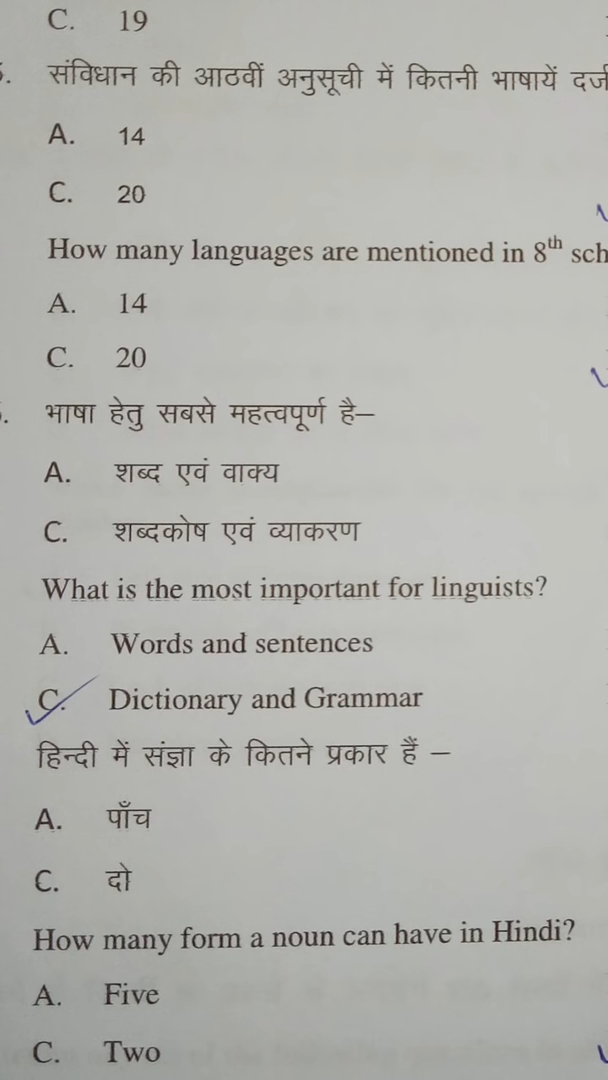 C. 19
संविधान की आठवीं अनुसूची में कितनी भाषायें दर्ज
A. 14
C. 20
How many languages are mentioned in 8th sch
A. 14
C. 20
भाषा हेतु सबसे महत्वपूर्ण है–
A. शब्द एवं वाक्य
C. शब्दकोष एवं व्याकरण
What is the most important for linguists?
A. Words and sentences
C. Dictionary and Grammar
हिन्दी में संज्ञा के कितने प्रकार हैं –
A. पाँच
C. दो
How many form a noun can have in Hindi?
A. Five
C. Two